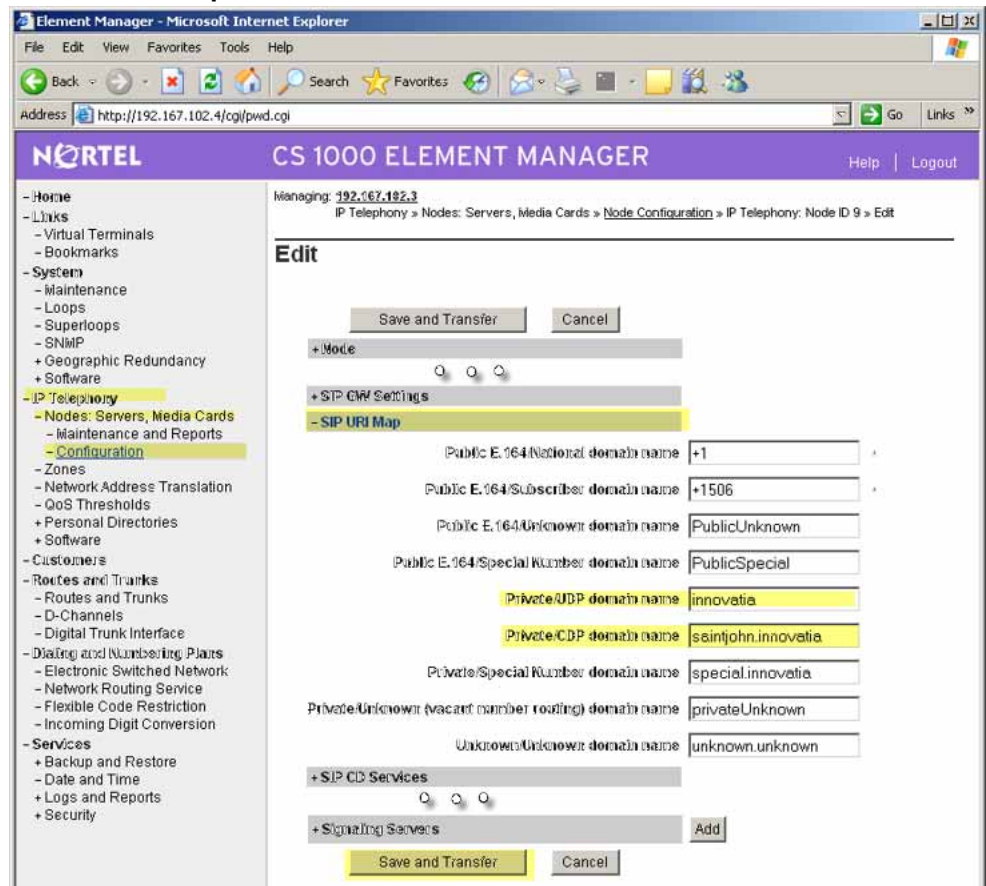 Element Manager - Microsoft Internet Explorer
File Edit View Favorites Tools Help
Back Search Favorites
Address http://192.167.102.4/cgi/pwd.cgi Go Links »
NORTEL CS 1000 ELEMENT MANAGER Help | Logout
Managing: 192.167.102.3
IP Telephony » Nodes: Servers, Media Cards » Node Configuration » IP Telephony: Node ID 9 » Edit
- Home
- Links
- Virtual Terminals
- Bookmarks
- System
- Maintenance
- Loops
- Superloops
- SNMP
+ Geographic Redundancy
+ Software
- IP Telephony
- Nodes: Servers, Media Cards
- Maintenance and Reports
- Configuration
- Zones
- Network Address Translation
- QoS Thresholds
+ Personal Directories
+ Software
- Customers
- Routes and Trunks
- Routes and Trunks
- D-Channels
- Digital Trunk Interface
- Dialing and Numbering Plans
- Electronic Switched Network
- Network Routing Service
- Flexible Code Restriction
- Incoming Digit Conversion
- Services
+ Backup and Restore
- Date and Time
+ Logs and Reports
+ Security
Edit
Save and Transfer Cancel
+ Node
+ SIP GW Settings
- SIP URI Map
Public E.164/National domain name +1
Public E.164/Subscriber domain name +1506
Public E.164/Unknown domain name PublicUnknown
Public E.164/Special Number domain name PublicSpecial
Private/UDP domain name innovatia
Private/CDP domain name saintjohn.innovatia
Private/Special Number domain name special.innovatia
Private/Unknown (vacant number routing) domain name privateUnknown
Unknown/Unknown domain name unknown.unknown
+ SIP CD Services
+ Signaling Servers Add
Save and Transfer Cancel